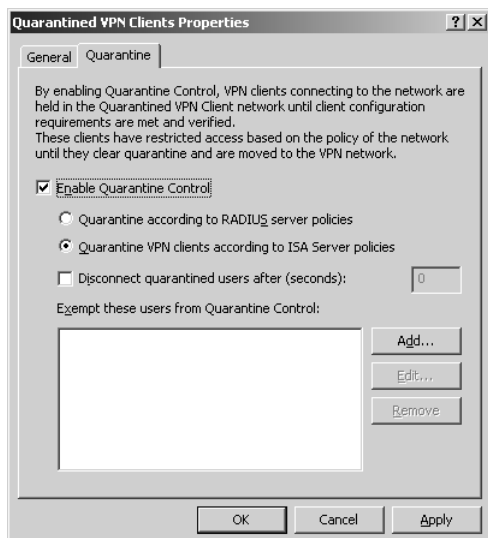 Quarantined VPN Clients Properties
? X
General Quarantine
By enabling Quarantine Control, VPN clients connecting to the network are
held in the Quarantined VPN Client network until client configuration
requirements are met and verified.
These clients have restricted access based on the policy of the network
until they clear quarantine and are moved to the VPN network.
Enable Quarantine Control
Quarantine according to RADIUS server policies
Quarantine VPN clients according to ISA Server policies
Disconnect quarantined users after (seconds): 0
Exempt these users from Quarantine Control:
Add...
Edit...
Remove
OK Cancel Apply